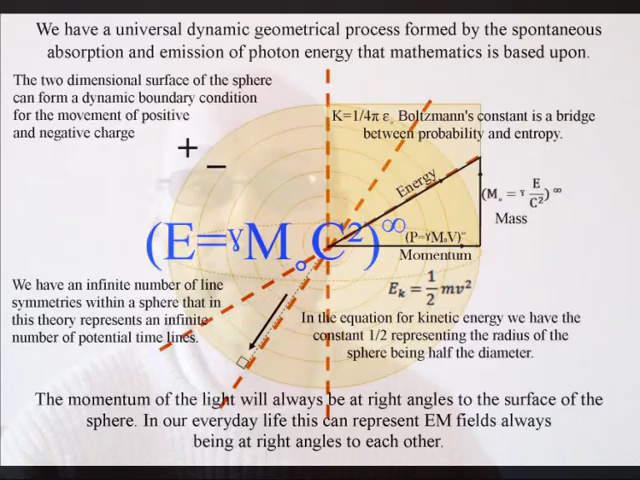 We have a universal dynamic geometrical process formed by the spontaneous
absorption and emission of photon energy that mathematics is based upon.
The two dimensional surface of the sphere
can form a dynamic boundary condition
for the movement of positive
and negative charge
+
−
K=1/4π ε˳ Boltzmann's constant is a bridge
between probability and entropy.
Energy
(M˳ = γ E/C²)∞
Mass
(E=γM˳C²)∞
(P=γM˳V)∞
Momentum
Eₖ = 1/2 mv²
We have an infinite number of line
symmetries within a sphere that in
this theory represents an infinite
number of potential time lines.
In the equation for kinetic energy we have the
constant 1/2 representing the radius of the
sphere being half the diameter.
The momentum of the light will always be at right angles to the surface of the
sphere. In our everyday life this can represent EM fields always
being at right angles to each other.